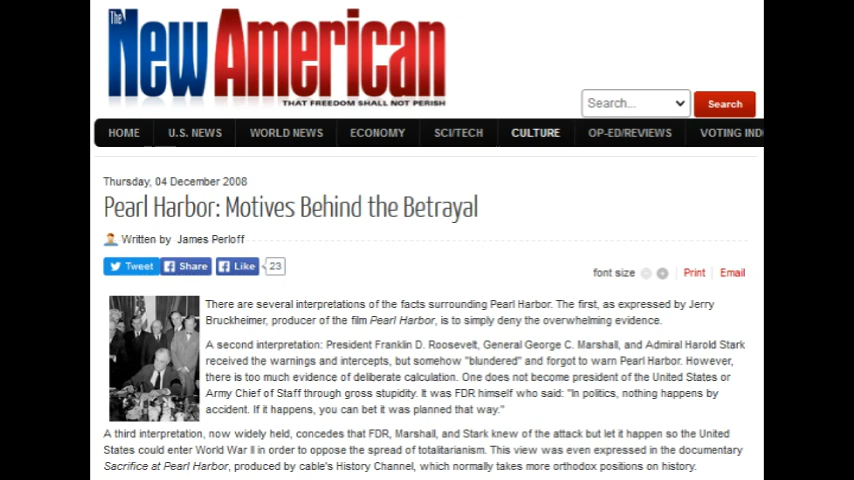 The New American
THAT FREEDOM SHALL NOT PERISH
Search... Search
HOME U.S. NEWS WORLD NEWS ECONOMY SCI/TECH CULTURE OP-ED/REVIEWS VOTING IND
Thursday, 04 December 2008
Pearl Harbor: Motives Behind the Betrayal
Written by James Perloff
Tweet Share Like 23
font size Print Email
There are several interpretations of the facts surrounding Pearl Harbor. The first, as expressed by Jerry
Bruckheimer, producer of the film Pearl Harbor, is to simply deny the overwhelming evidence.
A second interpretation: President Franklin D. Roosevelt, General George C. Marshall, and Admiral Harold Stark
received the warnings and intercepts, but somehow "blundered" and forgot to warn Pearl Harbor. However,
there is too much evidence of deliberate calculation. One does not become president of the United States or
Army Chief of Staff through gross stupidity. It was FDR himself who said: "In politics, nothing happens by
accident. If it happens, you can bet it was planned that way."
A third interpretation, now widely held, concedes that FDR, Marshall, and Stark knew of the attack but let it happen so the United
States could enter World War II in order to oppose the spread of totalitarianism. This view was even expressed in the documentary
Sacrifice at Pearl Harbor, produced by cable's History Channel, which normally takes more orthodox positions on history.